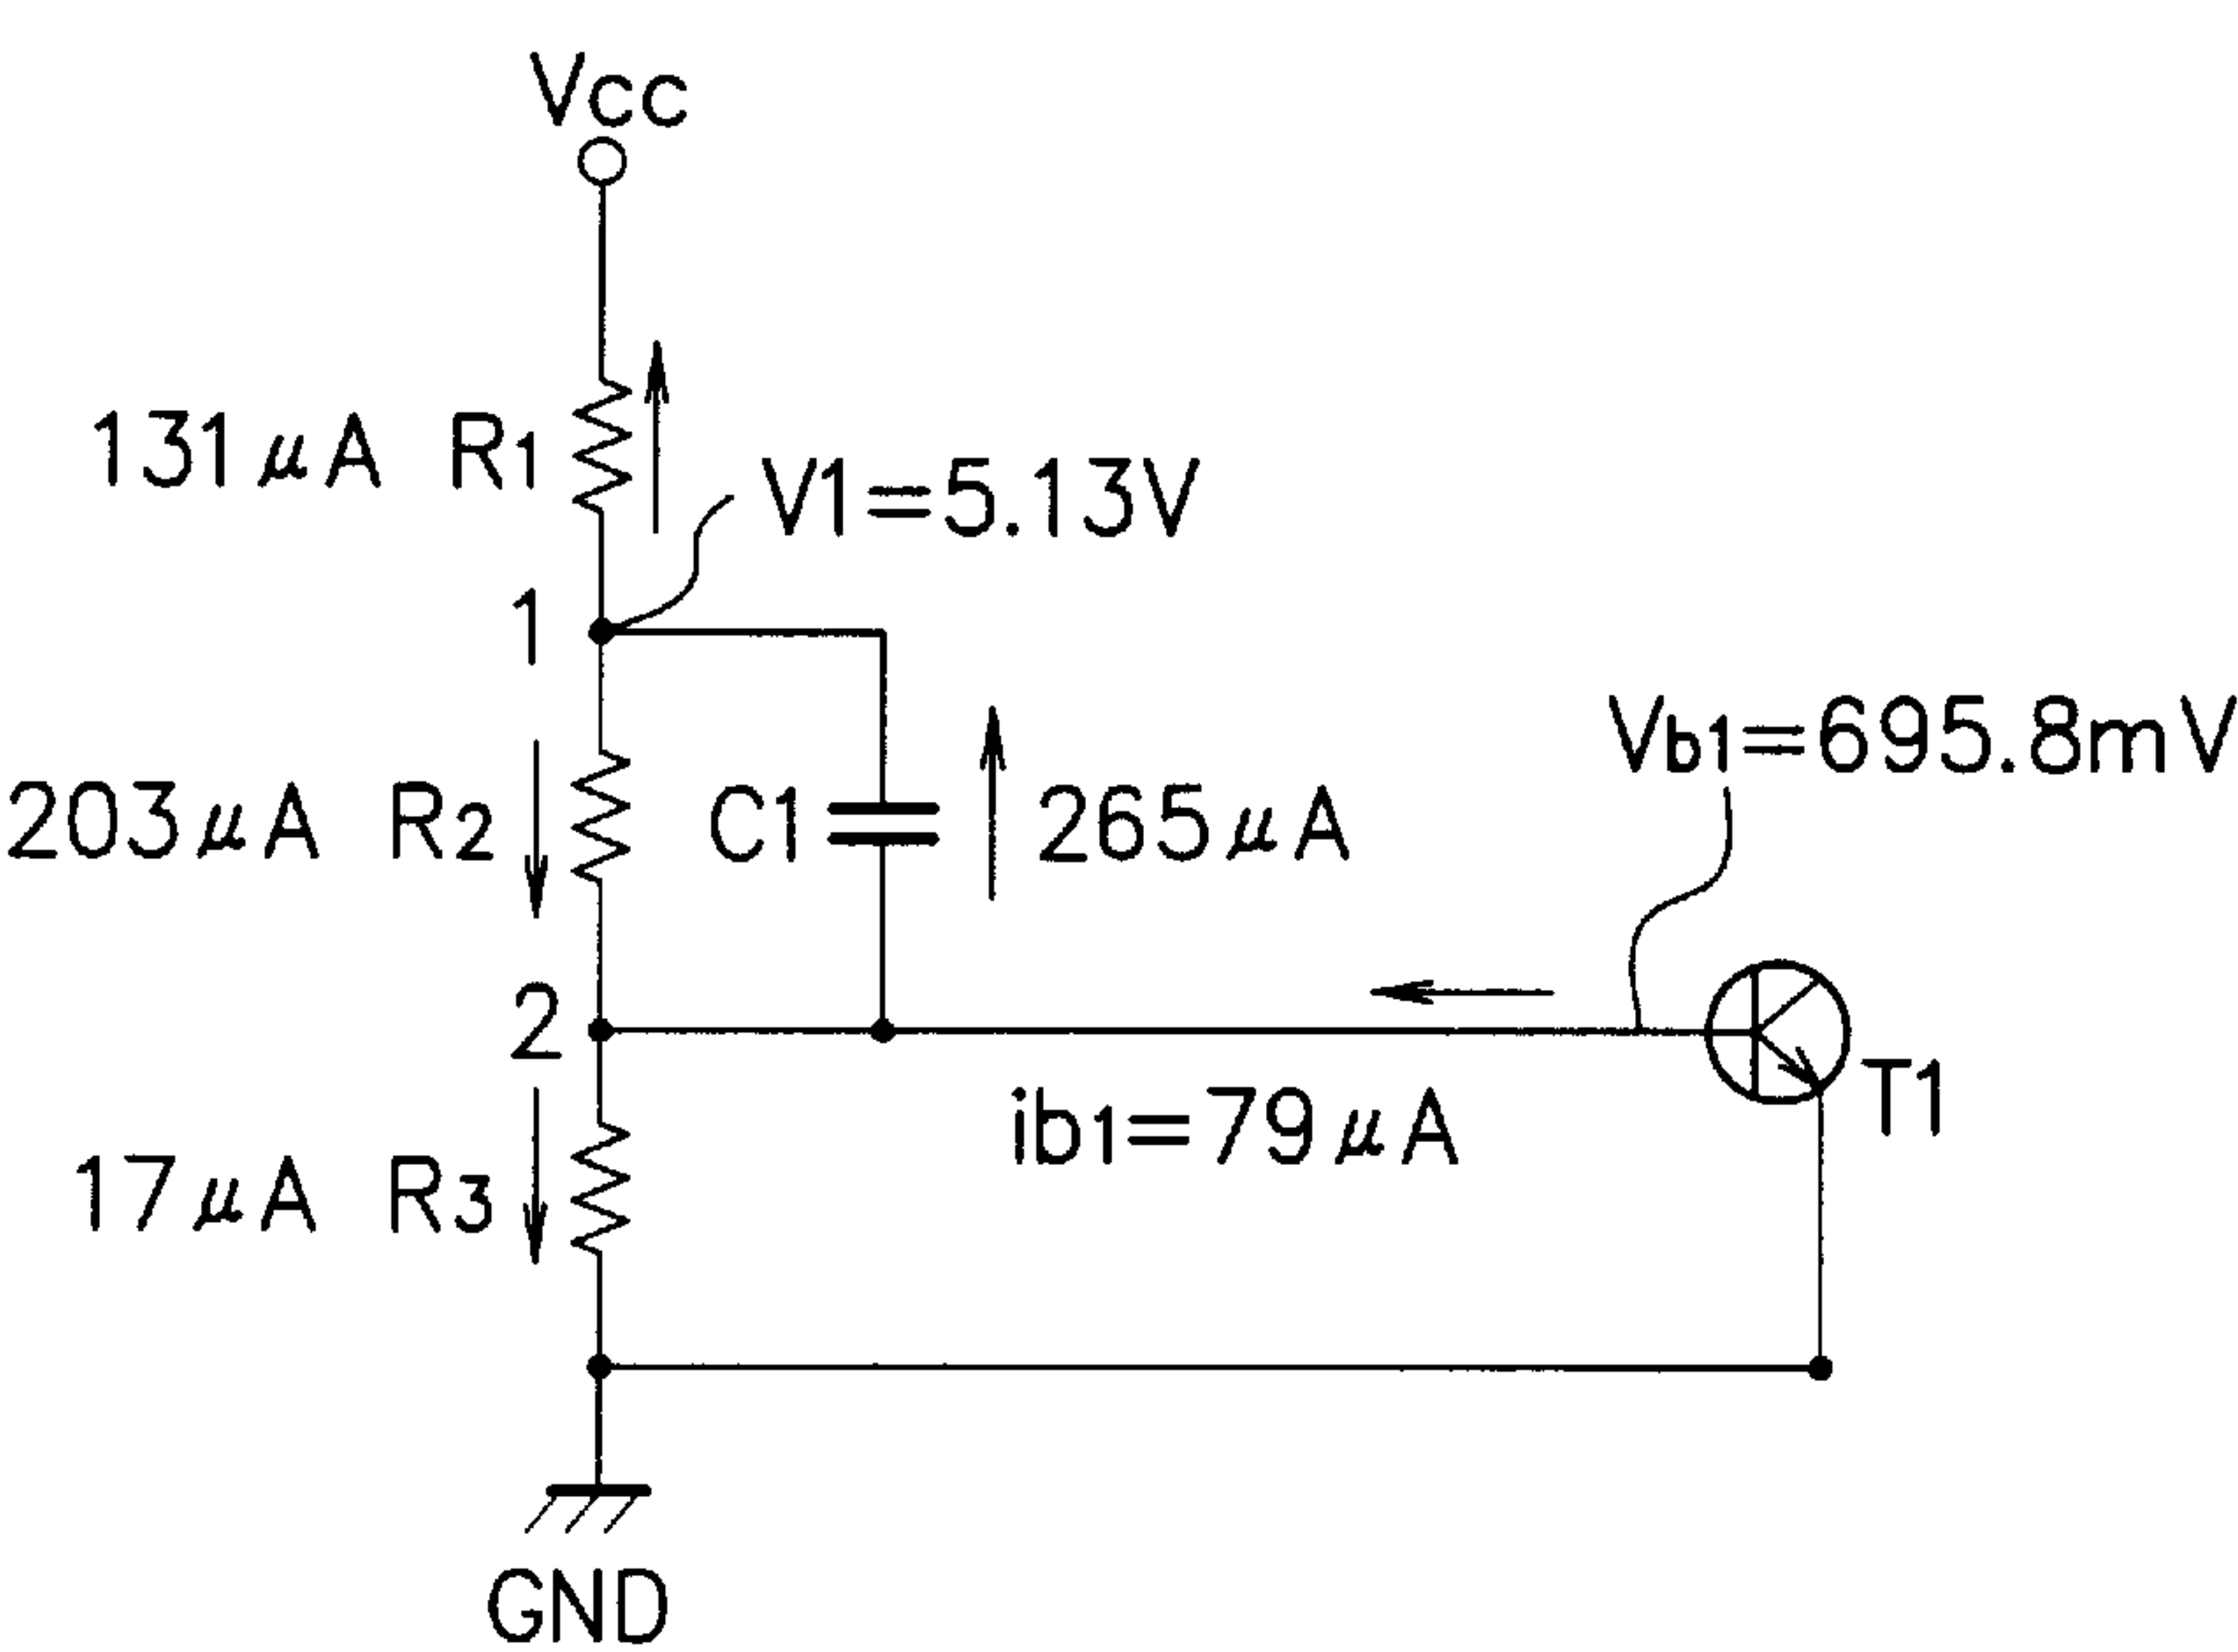 Vcc
131μA R1
V1=5.13V
1
Vb1=695.8mV
203μA R2
C1
265μA
2
ib1=79μA
T1
17μA R3
GND